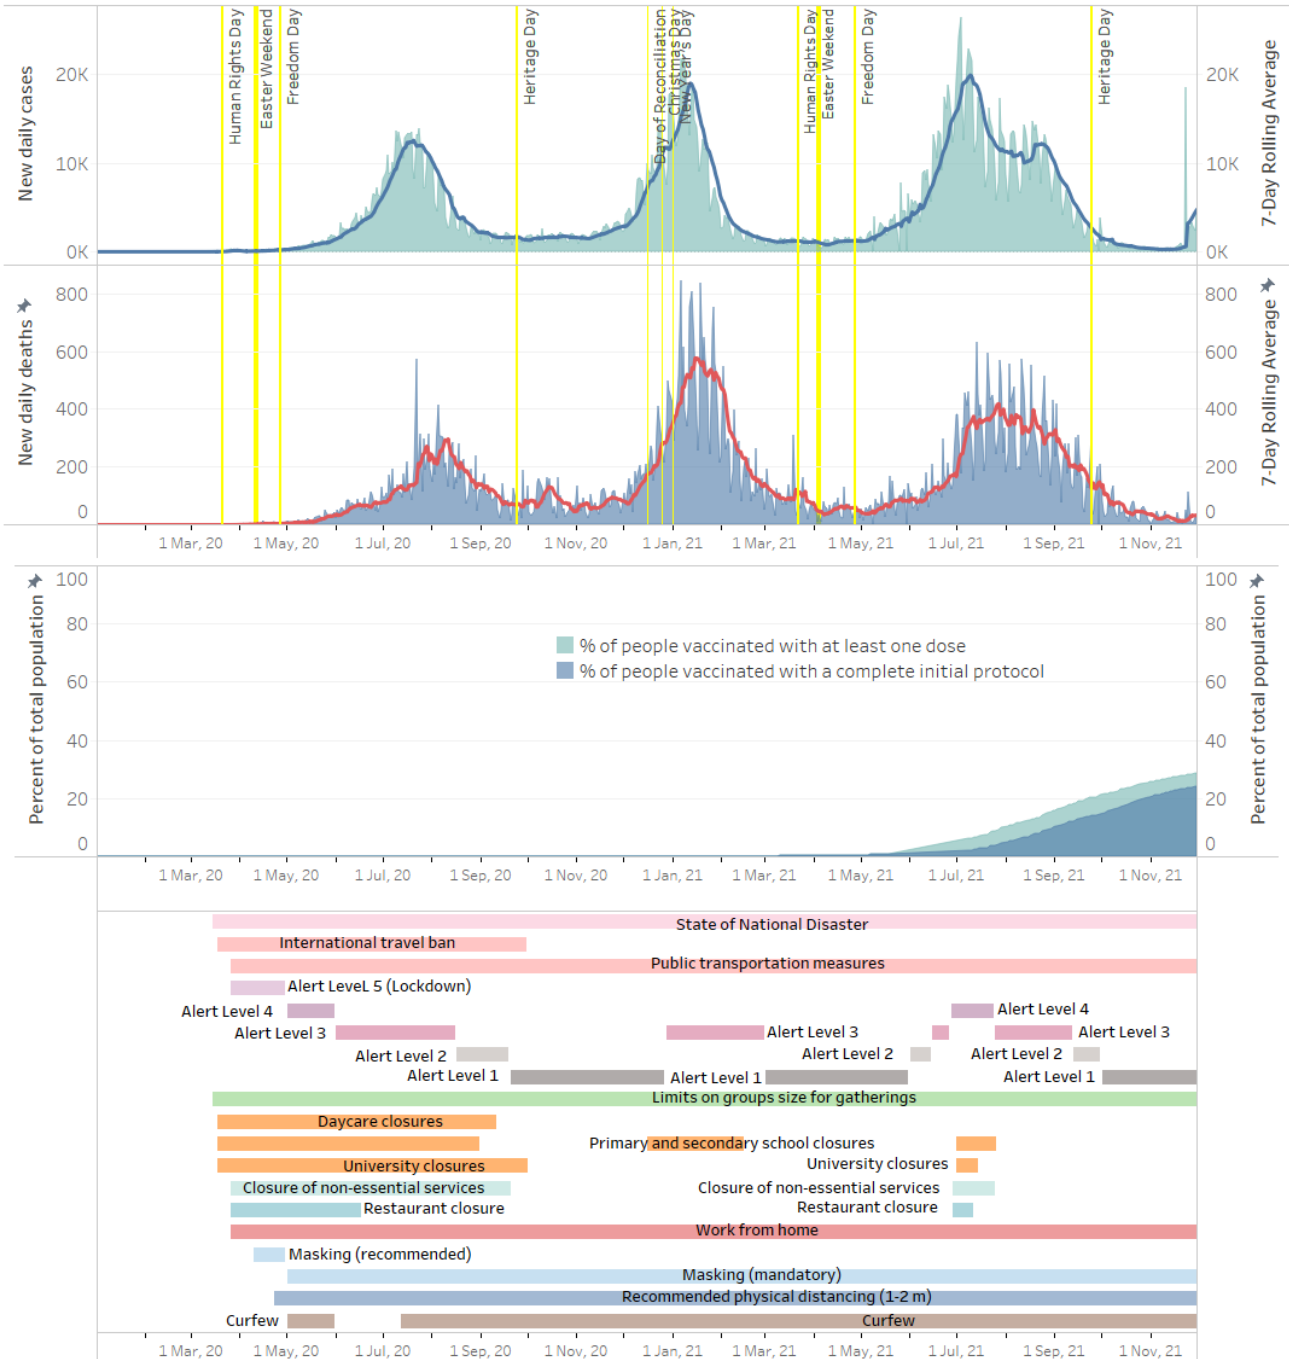 New daily cases
20K
10K
0K
Human Rights Day
Easter Weekend
Freedom Day
Heritage Day
Day of Reconciliation
Christmas Day
New Year's Day
Human Rights Day
Easter Weekend
Freedom Day
Heritage Day
20K
10K
0K
7-Day Rolling Average
New daily deaths
800
600
400
200
0
800
600
400
200
0
7-Day Rolling Average
1 Mar, 20 1 May, 20 1 Jul, 20 1 Sep, 20 1 Nov, 20 1 Jan, 21 1 Mar, 21 1 May, 21 1 Jul, 21 1 Sep, 21 1 Nov, 21
Percent of total population
100
80
60
40
20
0
% of people vaccinated with at least one dose
% of people vaccinated with a complete initial protocol
100
80
60
40
20
0
Percent of total population
1 Mar, 20 1 May, 20 1 Jul, 20 1 Sep, 20 1 Nov, 20 1 Jan, 21 1 Mar, 21 1 May, 21 1 Jul, 21 1 Sep, 21 1 Nov, 21
State of National Disaster
International travel ban
Public transportation measures
Alert LeveL 5 (Lockdown)
Alert Level 4 Alert Level 4
Alert Level 3 Alert Level 3 Alert Level 3
Alert Level 2 Alert Level 2 Alert Level 2
Alert Level 1 Alert Level 1 Alert Level 1
Limits on groups size for gatherings
Daycare closures
Primary and secondary school closures
University closures University closures
Closure of non-essential services Closure of non-essential services
Restaurant closure Restaurant closure
Work from home
Masking (recommended)
Masking (mandatory)
Recommended physical distancing (1-2 m)
Curfew Curfew
1 Mar, 20 1 May, 20 1 Jul, 20 1 Sep, 20 1 Nov, 20 1 Jan, 21 1 Mar, 21 1 May, 21 1 Jul, 21 1 Sep, 21 1 Nov, 21